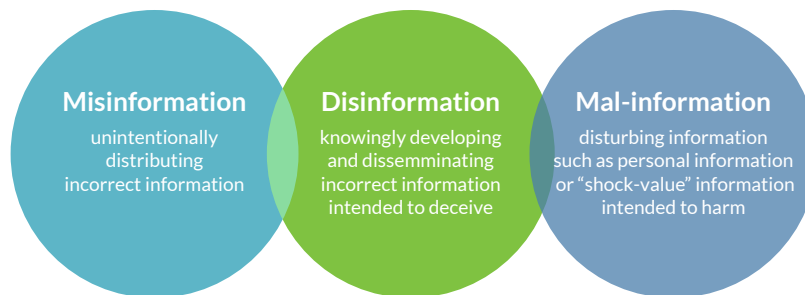 Misinformation
unintentionally
distributing
incorrect information
Disinformation
knowingly developing
and dissemminating
incorrect information
intended to deceive
Mal-information
disturbing information
such as personal information
or “shock-value” information
intended to harm